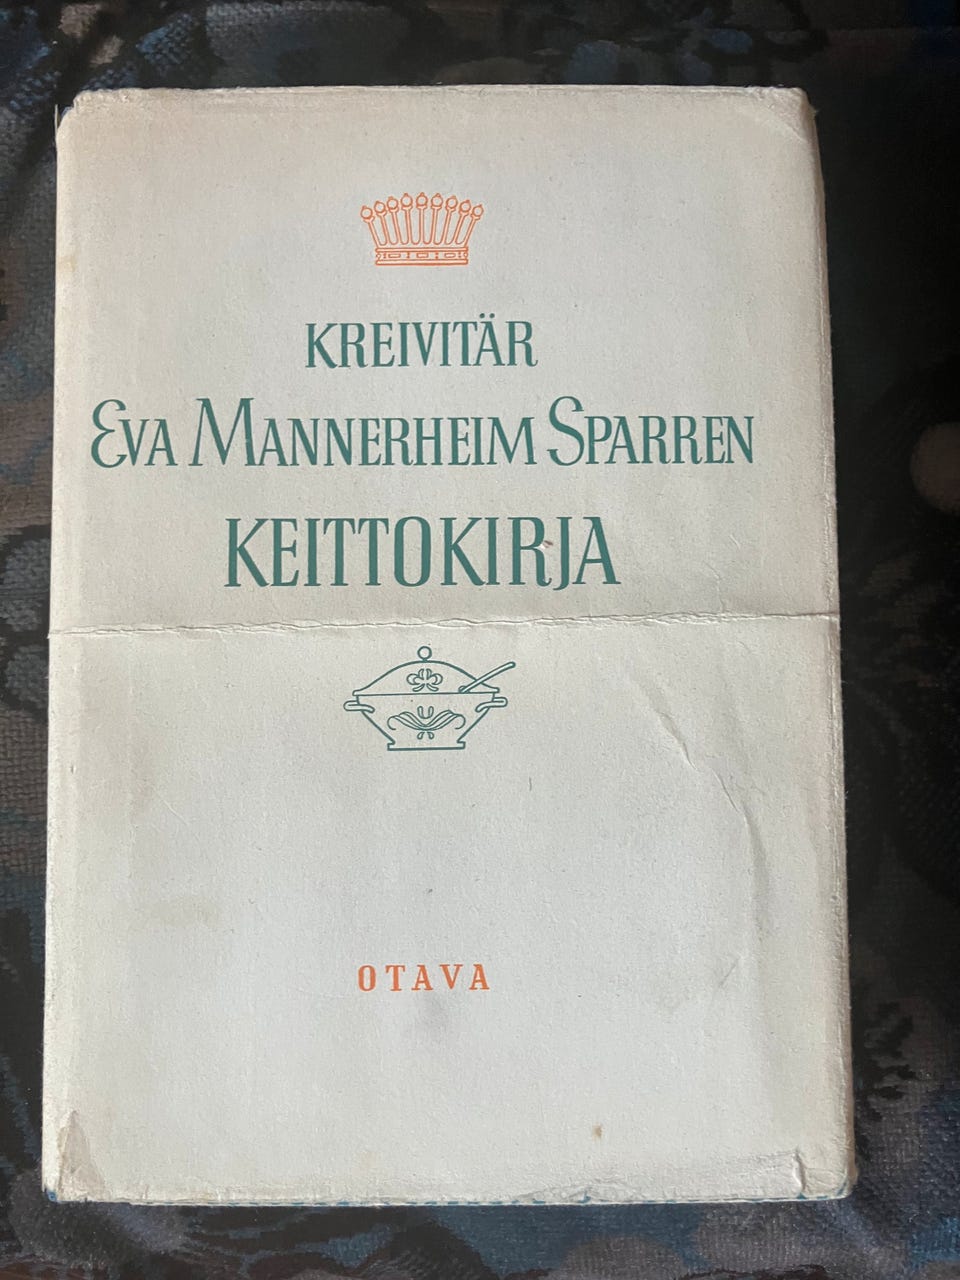 KREIVITÄR
EVA MANNERHEIM SPARREN
KEITTOKIRJA
OTAVA